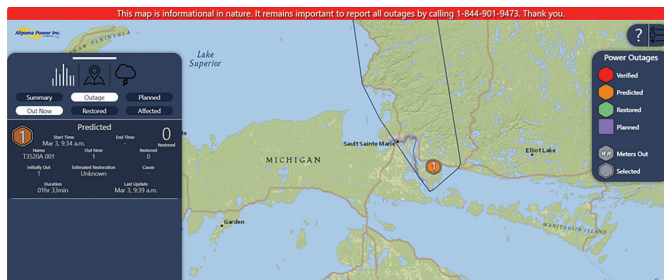 This map is informational in nature. It remains important to report all outages by calling 1-844-901-9473. Thank you.
Algoma Power Inc.
PENINSULA
Lake
Superior
Summary Outage Planned
Out Now Restored Affected
1 Predicted 0
Restored
Start Time End Time
Mar 3, 9:34 a.m. -
Name Out Now Restored
T3520A 001 1 0
Initially Out Estimated Restoration Cause
1 Unknown -
Duration Last Update
01hr 33min Mar 3, 9:39 a.m.
MICHIGAN
Sault Sainte Marie
1
Elliot Lake
Garden
MANITOULIN ISLAND
?
Power Outages
Verified
Predicted
Restored
Planned
## Meters Out
Selected